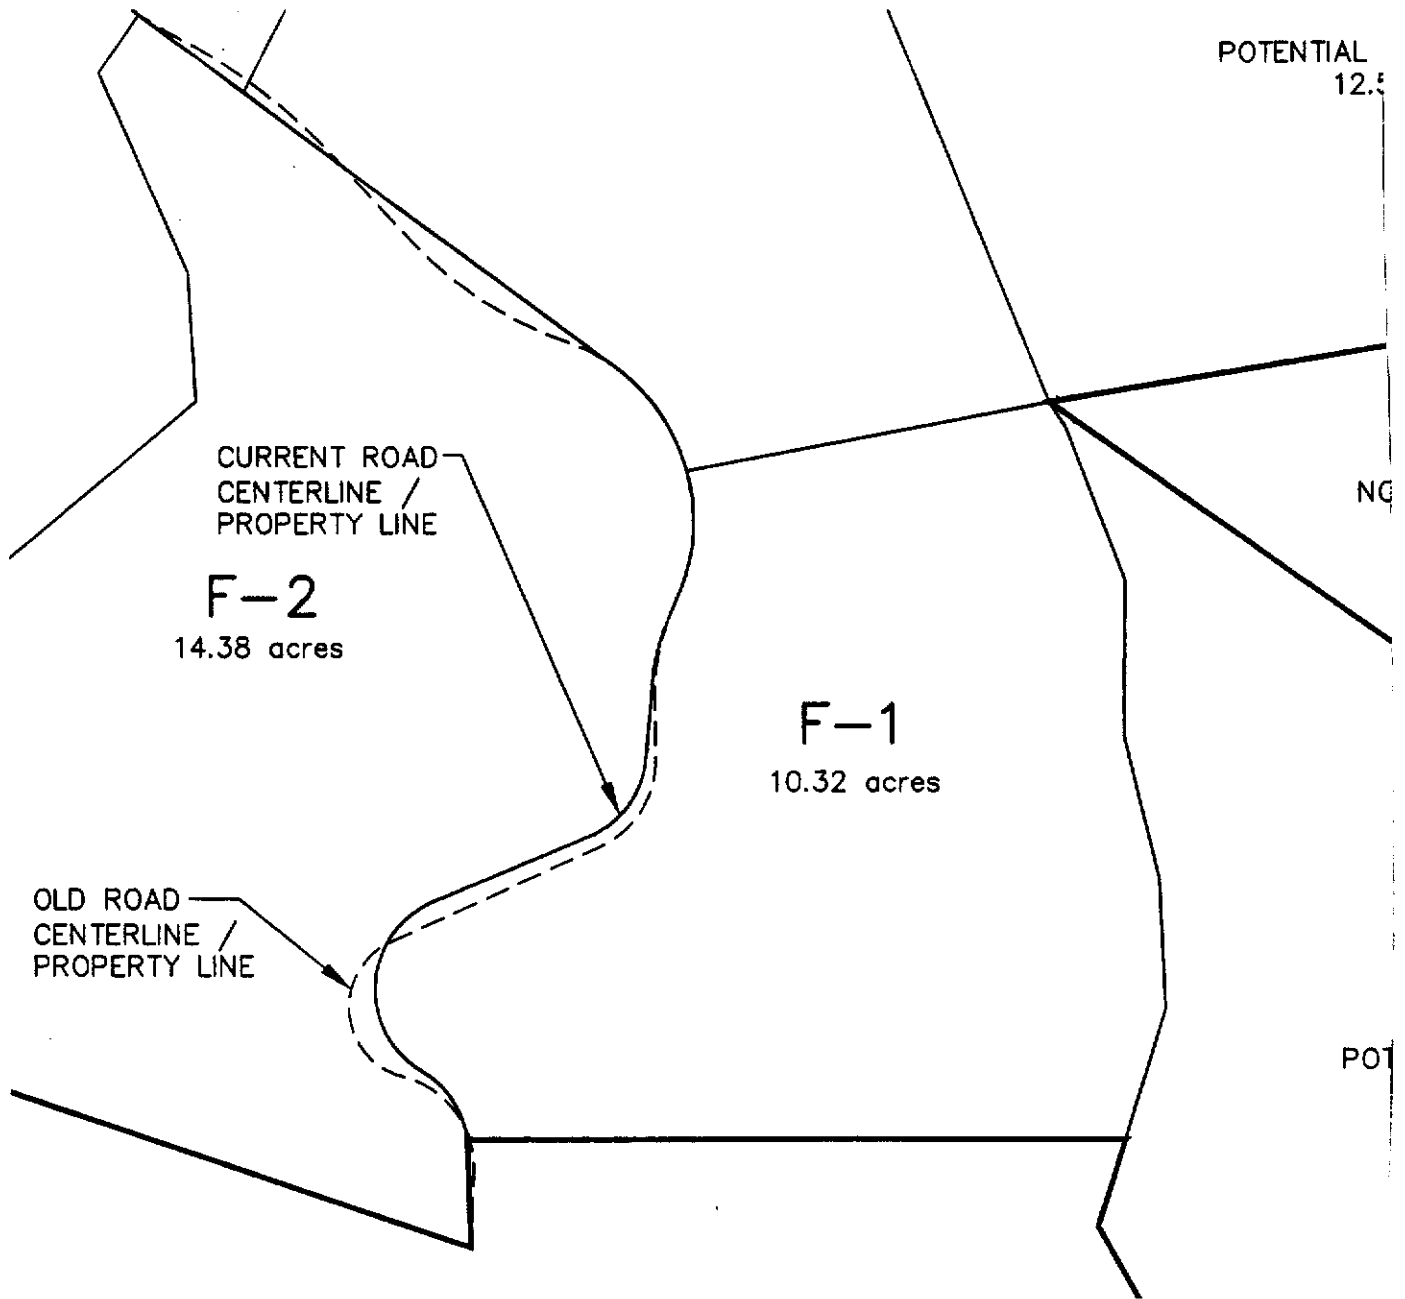 POTENTIAL
CURRENT ROAD
CENTERLINE /
PROPERTY LINE
F-2
14.38 acres
F-1
10.32 acres
OLD ROAD
CENTERLINE /
PROPERTY LINE